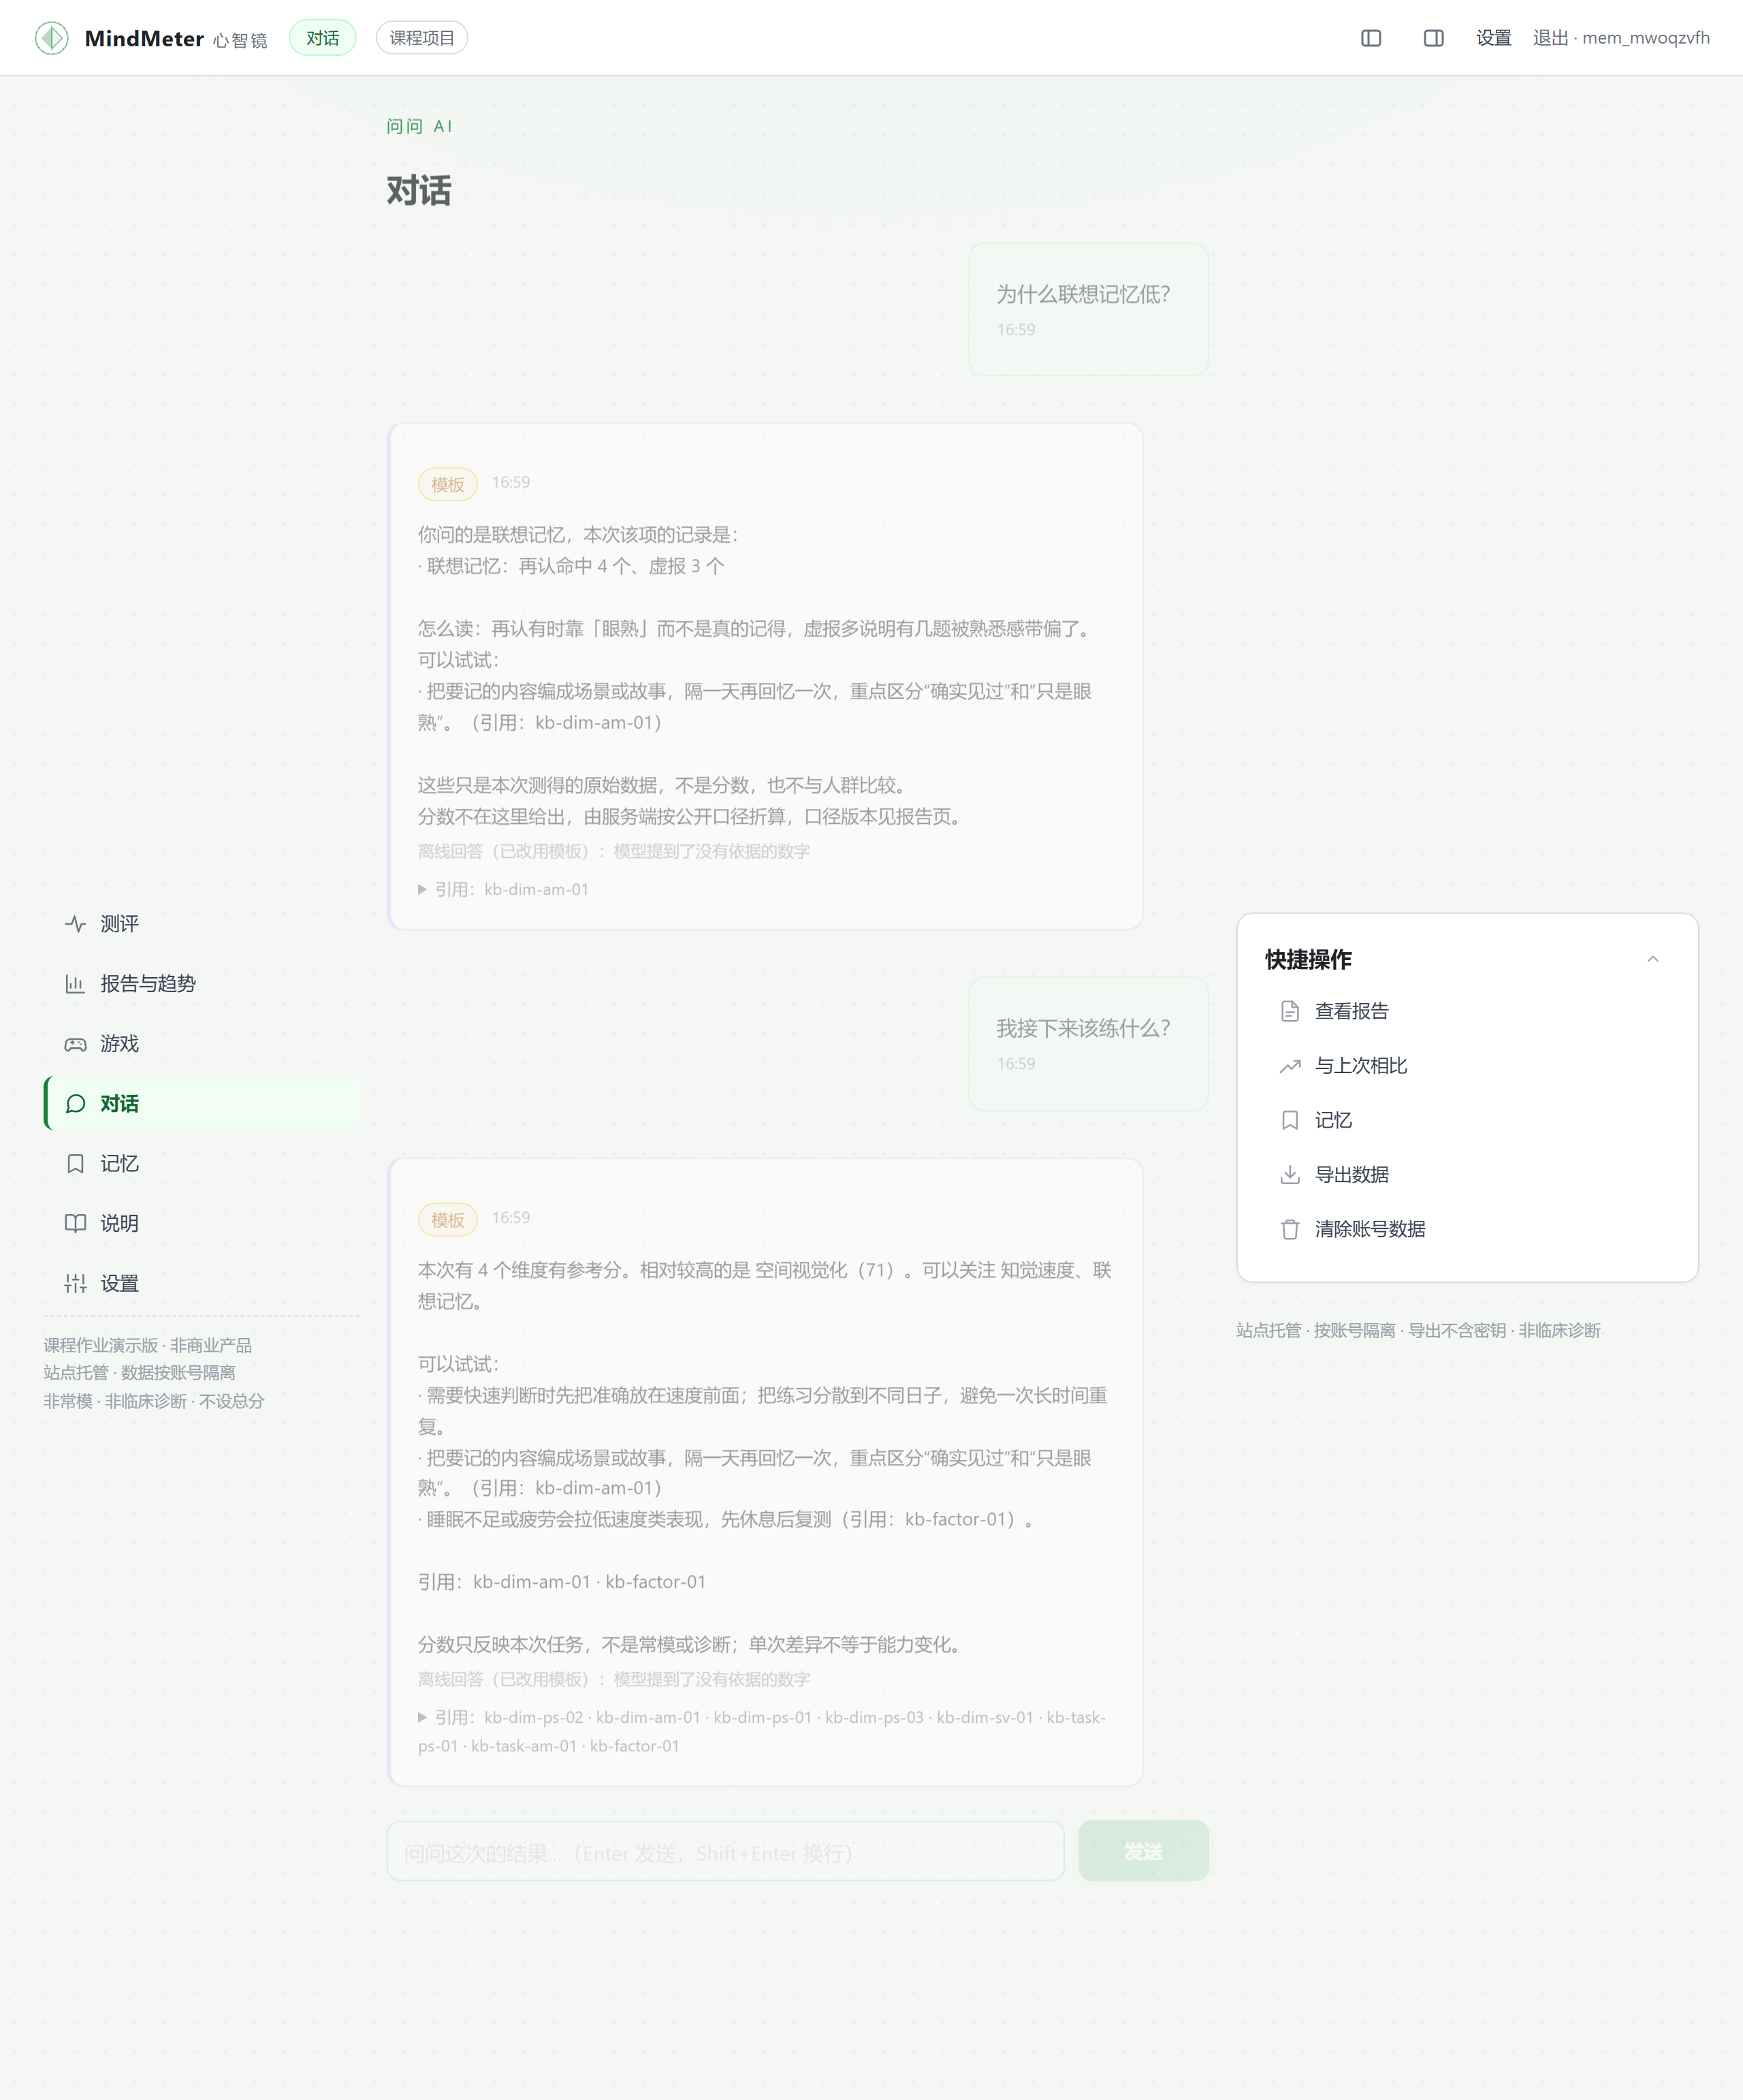 MindMeter 心智镜
对话
课程项目
设置
退出 · mem_mwoqzvfh
问问 AI
对话
为什么联想记忆低？
16:59
模板 16:59
你问的是联想记忆，本次该项的记录是：
· 联想记忆：再认命中 4 个、虚报 3 个
怎么读：再认有时靠「眼熟」而不是真的记得，虚报多说明有几题被熟悉感带偏了。
可以试试：
· 把要记的内容编成场景或故事，隔一天再回忆一次，重点区分“确实见过”和“只是眼
熟”。（引用：kb-dim-am-01）
这些只是本次测得的原始数据，不是分数，也不与人群比较。
分数不在这里给出，由服务端按公开口径折算，口径版本见报告页。
离线回答（已改用模板）：模型提到了没有依据的数字
▶ 引用：kb-dim-am-01
我接下来该练什么？
16:59
模板 16:59
本次有 4 个维度有参考分。相对较高的是 空间视觉化（71）。可以关注 知觉速度、联
想记忆。
可以试试：
· 需要快速判断时先把准确放在速度前面；把练习分散到不同日子，避免一次长时间重
复。
· 把要记的内容编成场景或故事，隔一天再回忆一次，重点区分“确实见过”和“只是眼
熟”。（引用：kb-dim-am-01）
· 睡眠不足或疲劳会拉低速度类表现，先休息后复测（引用：kb-factor-01）。
引用：kb-dim-am-01 · kb-factor-01
分数只反映本次任务，不是常模或诊断；单次差异不等于能力变化。
离线回答（已改用模板）：模型提到了没有依据的数字
▶ 引用：kb-dim-ps-02 · kb-dim-am-01 · kb-dim-ps-01 · kb-dim-ps-03 · kb-dim-sv-01 · kb-task-
ps-01 · kb-task-am-01 · kb-factor-01
问问这次的结果…（Enter 发送，Shift+Enter 换行）
发送
测评
报告与趋势
游戏
对话
记忆
说明
设置
课程作业演示版 · 非商业产品
站点托管 · 数据按账号隔离
非常模 · 非临床诊断 · 不设总分
快捷操作
查看报告
与上次相比
记忆
导出数据
清除账号数据
站点托管 · 按账号隔离 · 导出不含密钥 · 非临床诊断